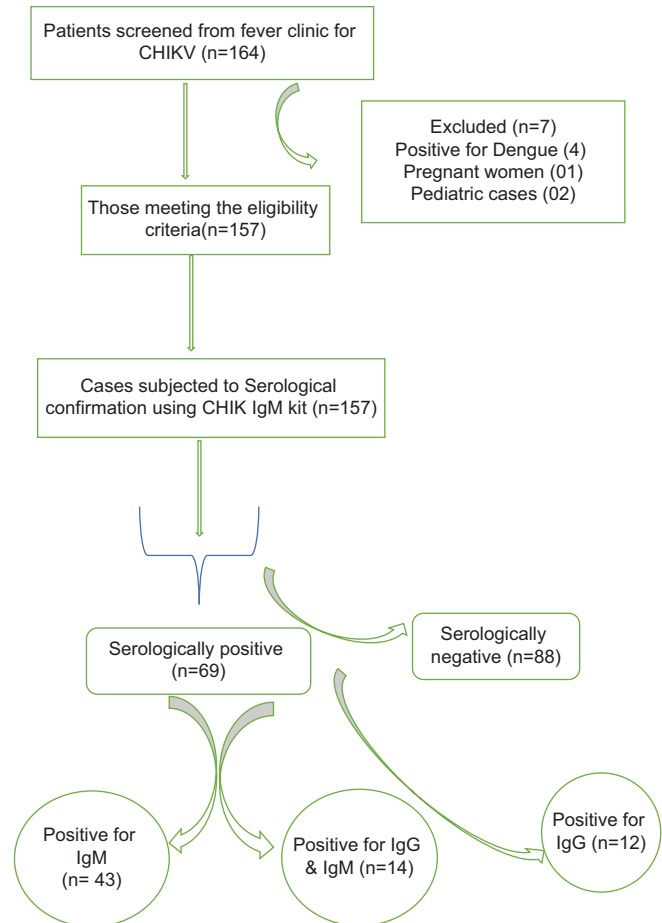 Patients screened from fever clinic for
CHIKV (n=164)
Excluded (n=7)
Positive for Dengue (4)
Pregnant women (01)
Pediatric cases (02)
Those meeting the eligibility
criteria(n=157)
Cases subjected to Serological
confirmation using CHIK IgM kit (n=157)
Serologically positive
(n=69)
Serologically
negative (n=88)
Positive for
IgM
(n= 43)
Positive for IgG
& IgM (n=14)
Positive for
IgG (n=12)